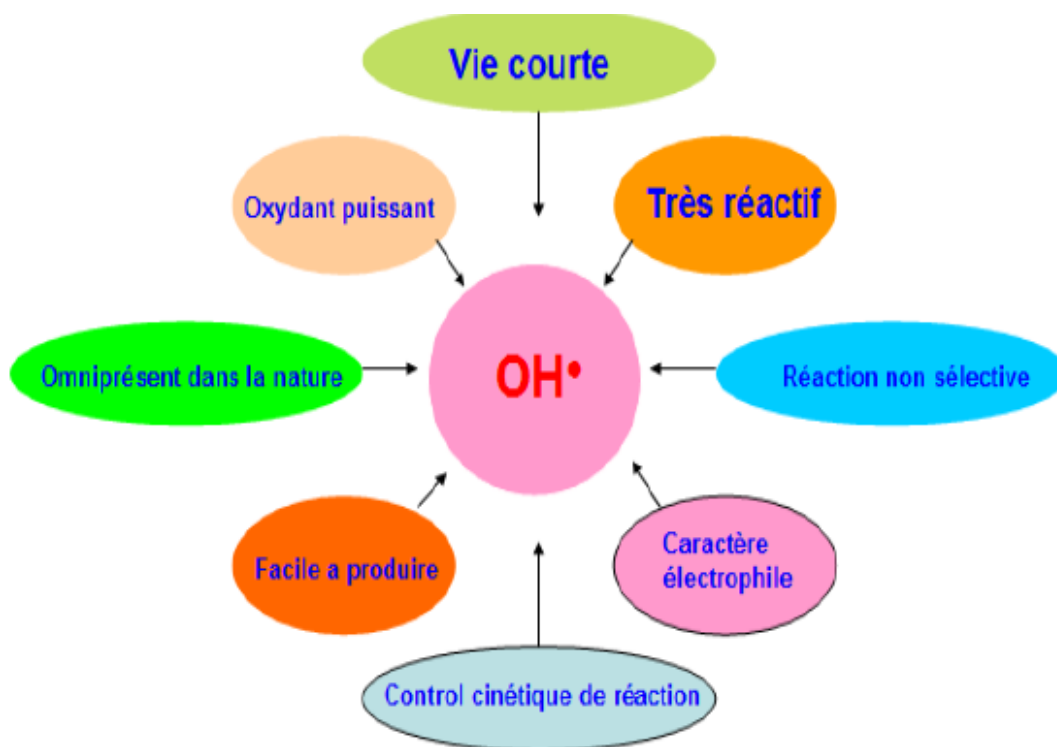 Vie courte
Oxydant puissant
Très réactif
Omniprésent dans la nature
OH•
Réaction non sélective
Facile a produire
Caractère
électrophile
Control cinétique de réaction